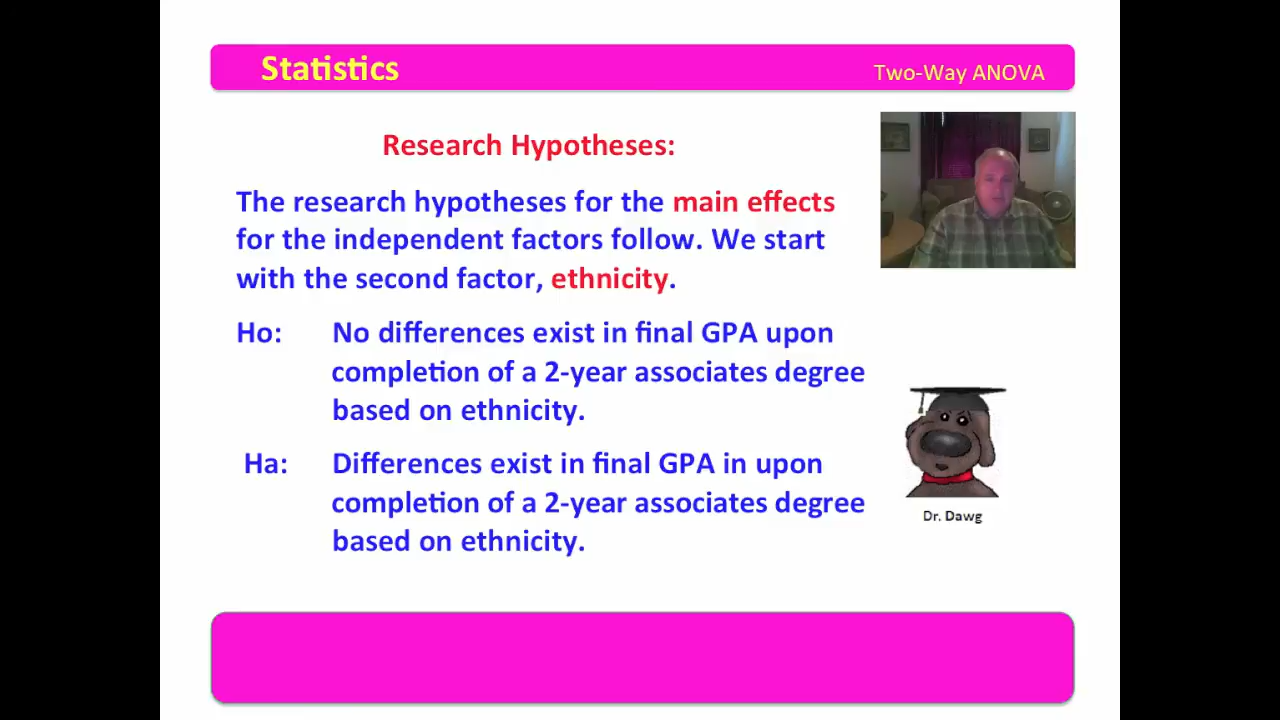 Statistics
Two-Way ANOVA
Research Hypotheses:
The research hypotheses for the main effects
for the independent factors follow. We start
with the second factor, ethnicity.
Ho: No differences exist in final GPA upon
completion of a 2-year associates degree
based on ethnicity.
Ha: Differences exist in final GPA in upon
completion of a 2-year associates degree
based on ethnicity.
Dr. Dawg